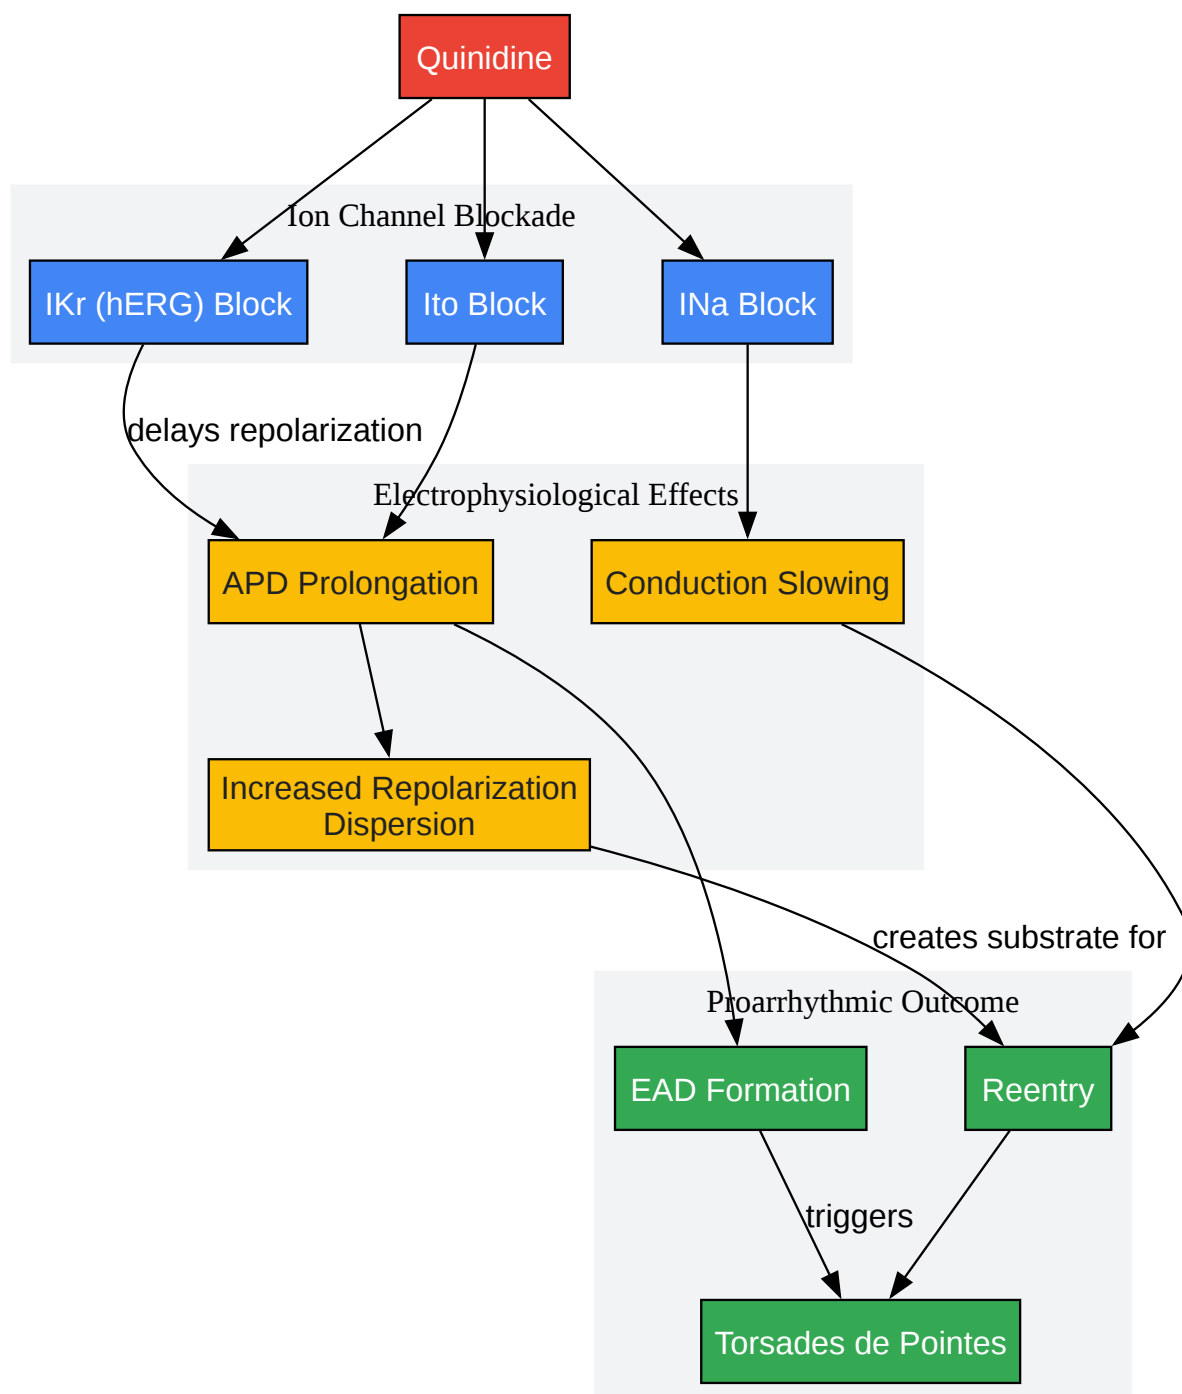 Quinidine
Ion Channel Blockade
IKr (hERG) Block
Ito Block
INa Block
delays repolarization
Electrophysiological Effects
APD Prolongation
Conduction Slowing
Increased Repolarization
Dispersion
creates substrate for
Proarrhythmic Outcome
EAD Formation
Reentry
triggers
Torsades de Pointes